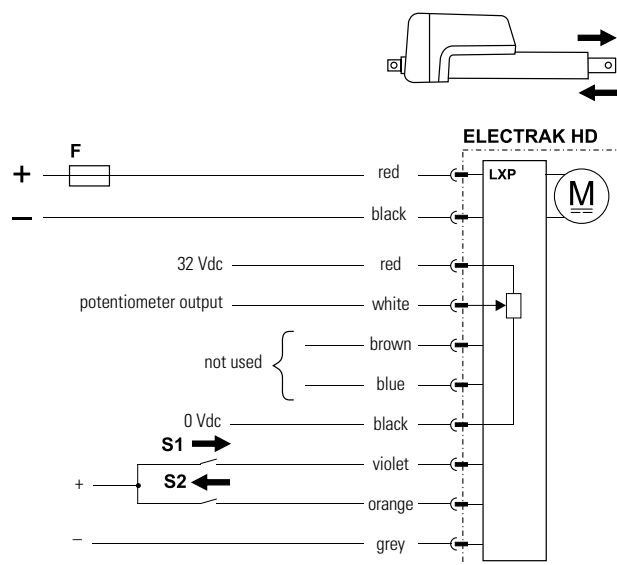 ELECTRAK HD
F
+ red LXP
M
– black
32 Vdc red
potentiometer output white
brown
not used
blue
0 Vdc black
S1
violet
S2
+
orange
– grey